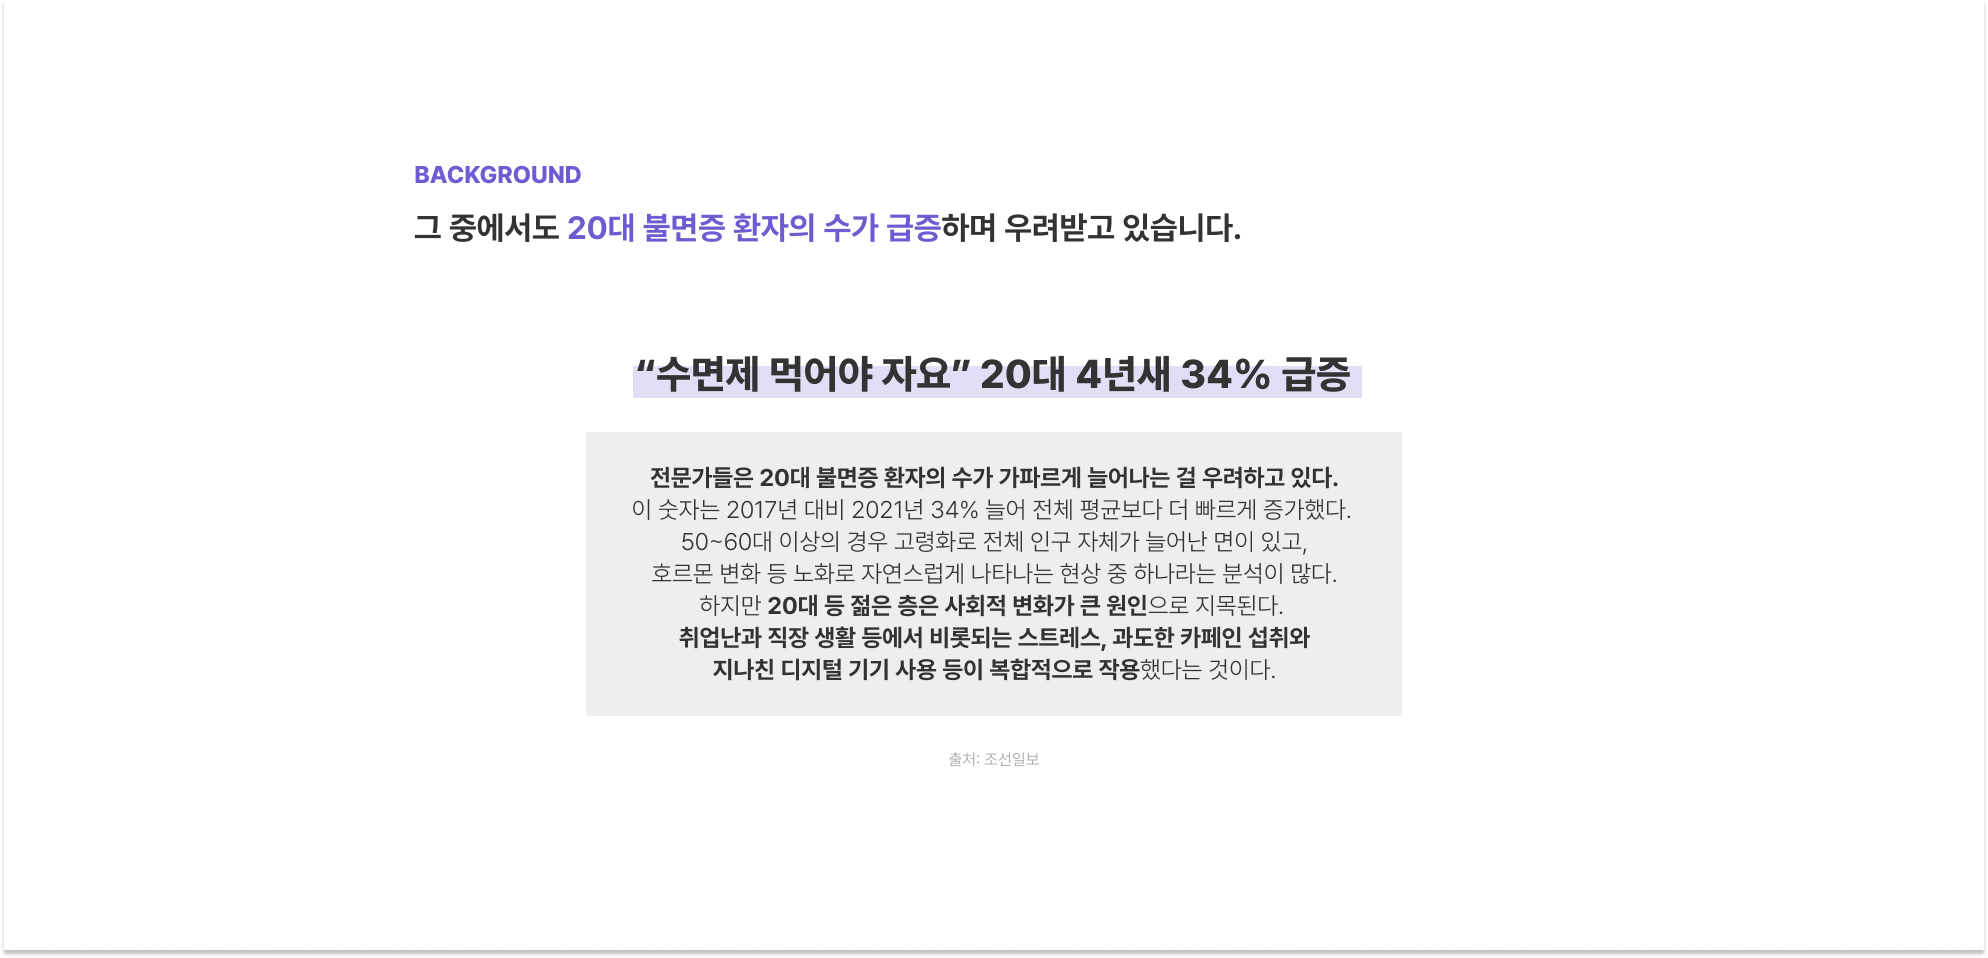 BACKGROUND
그 중에서도 20대 불면증 환자의 수가 급증하며 우려받고 있습니다.
“수면제 먹어야 자요” 20대 4년새 34% 급증
전문가들은 20대 불면증 환자의 수가 가파르게 늘어나는 걸 우려하고 있다.
이 숫자는 2017년 대비 2021년 34% 늘어 전체 평균보다 더 빠르게 증가했다.
50~60대 이상의 경우 고령화로 전체 인구 자체가 늘어난 면이 있고,
호르몬 변화 등 노화로 자연스럽게 나타나는 현상 중 하나라는 분석이 많다.
하지만 20대 등 젊은 층은 사회적 변화가 큰 원인으로 지목된다.
취업난과 직장 생활 등에서 비롯되는 스트레스, 과도한 카페인 섭취와
지나친 디지털 기기 사용 등이 복합적으로 작용했다는 것이다.
출처: 조선일보